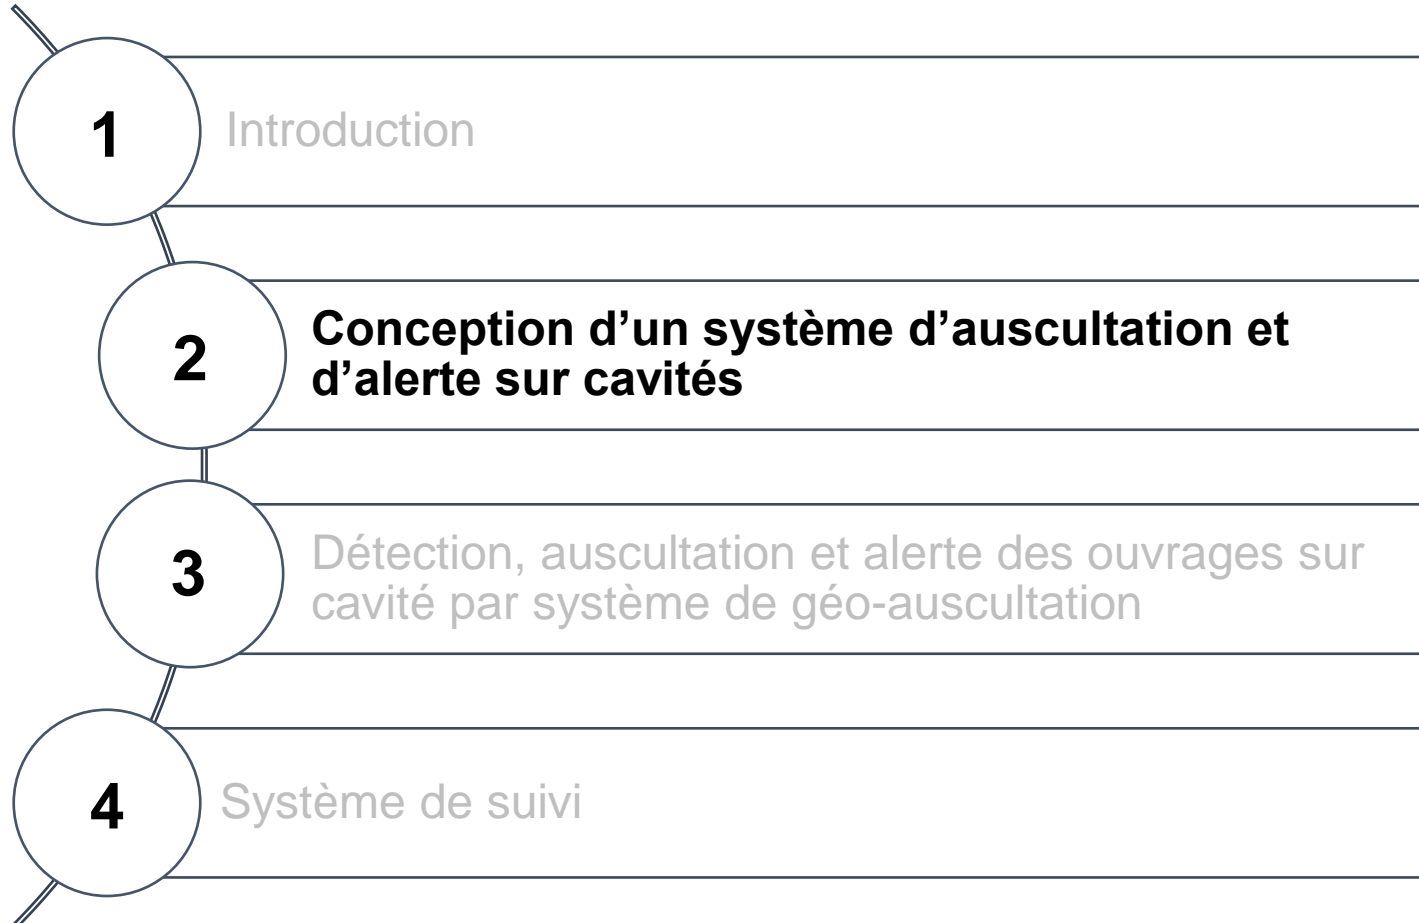 1
Introduction
2
Conception d’un système d’auscultation et
d’alerte sur cavités
3
Détection, auscultation et alerte des ouvrages sur
cavité par système de géo-auscultation
4
Système de suivi